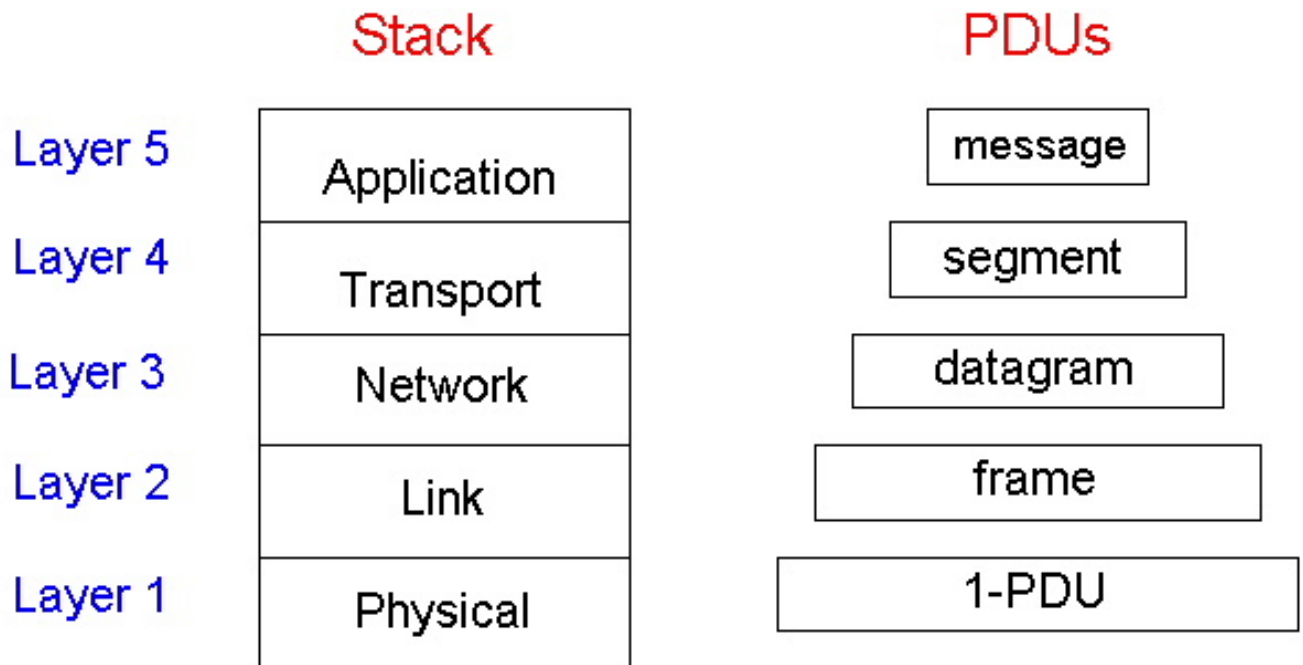 Stack PDUs
Layer 5 Application message
Layer 4 Transport segment
Layer 3 Network datagram
Layer 2 Link frame
Layer 1 Physical 1-PDU